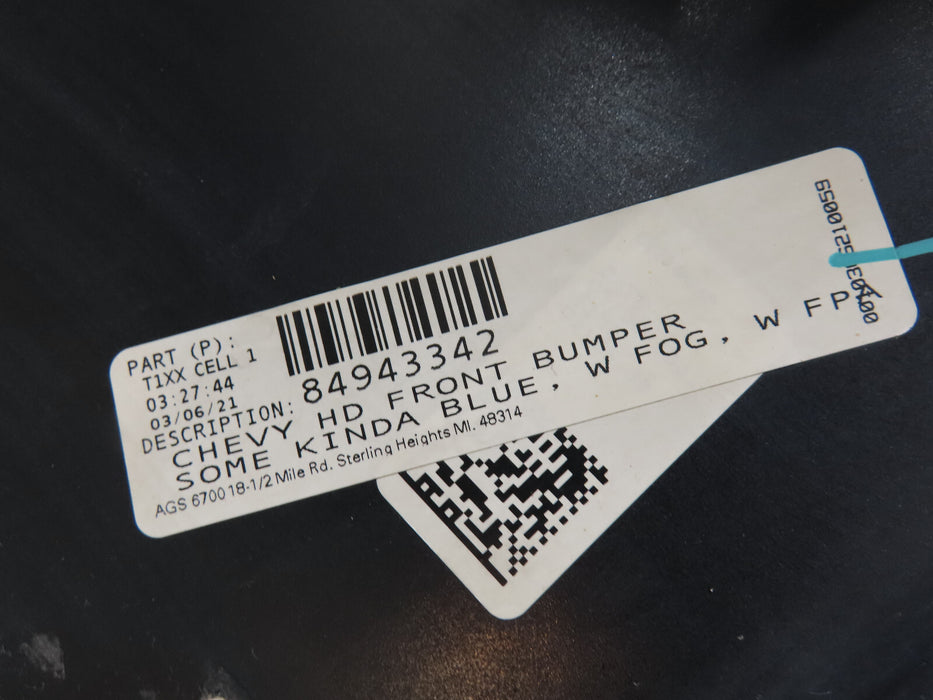 PART (P):
T1XX CELL 1
03:27:44
03/06/21
84943342
DESCRIPTION:
CHEVY HD FRONT BUMPER
SOME KINDA BLUE, W FOG, W FPA
AGS 6700 18-1/2 Mile Rd. Sterling Heights MI. 48314